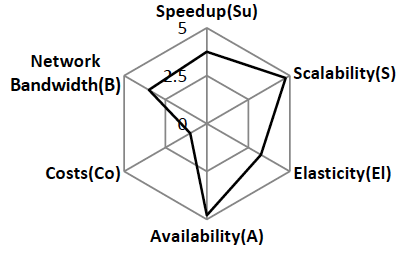 Speedup(Su)
5
Network
Bandwidth(B)
2.5
Scalability(S)
0
Costs(Co)
Elasticity(El)
Availability(A)